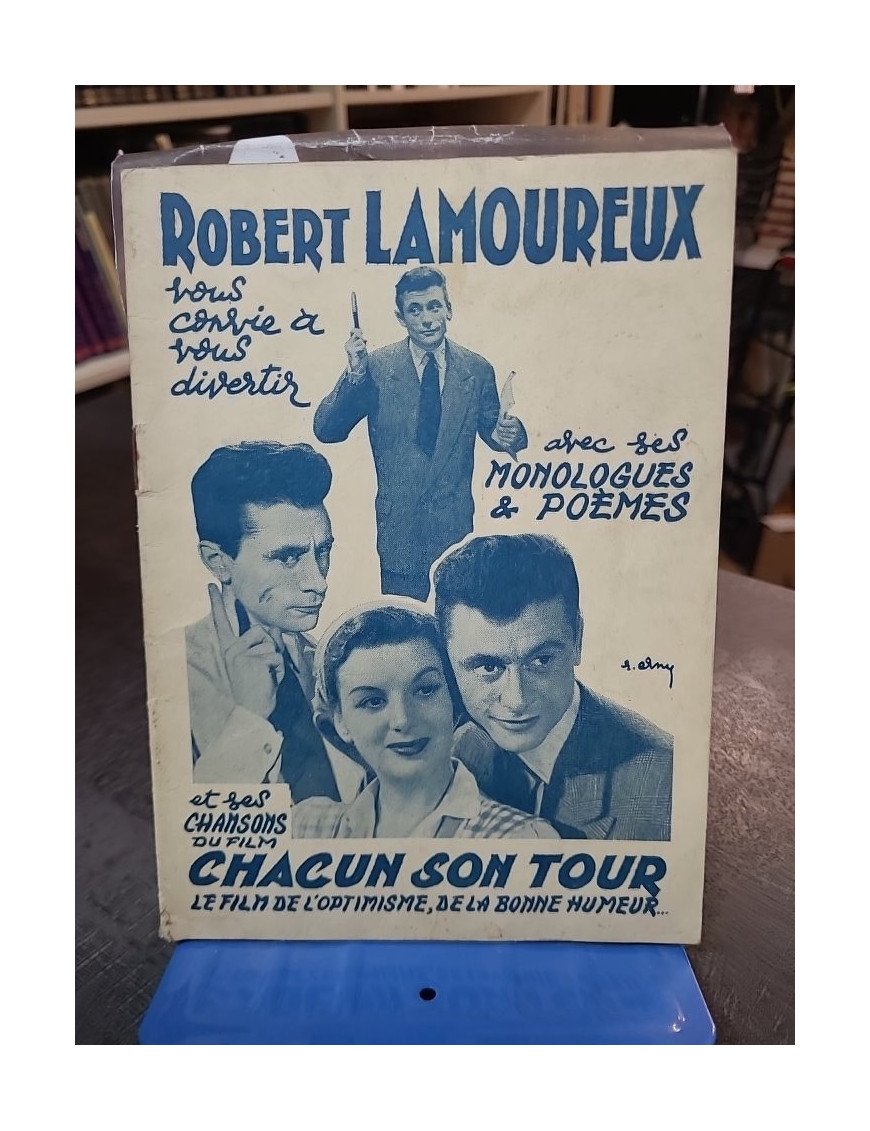 ROBERT LAMOUREUX
vous
convie à
vous
divertir
avec ses
MONOLOGUES
& POÈMES
r. erny
et ses
CHANSONS
DU FILM
CHACUN SON TOUR
LE FILM DE L'OPTIMISME, DE LA BONNE HUMEUR...